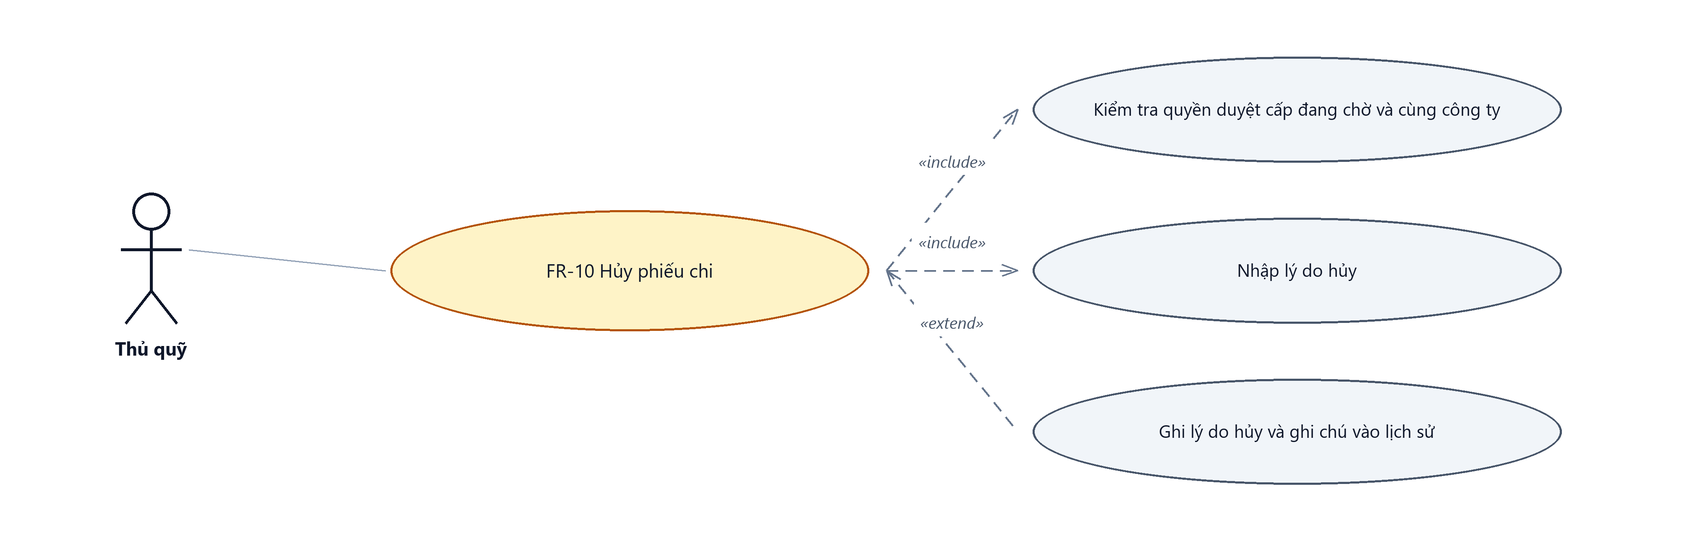 Kiểm tra quyền duyệt cấp đang chờ và cùng công ty
«include»
«include»
FR-10 Hủy phiếu chi
Nhập lý do hủy
«extend»
Thủ quỹ
Ghi lý do hủy và ghi chú vào lịch sử